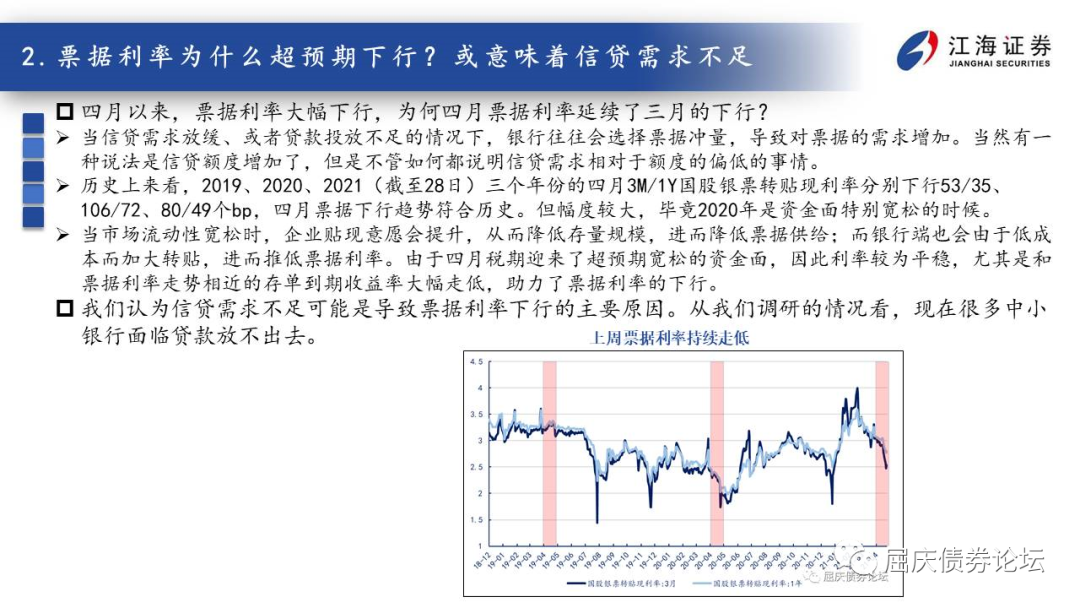 2.票据利率为什么超预期下行？或意味着信贷需求不足
江海证券
JIANGHAI SECURITIES
四月以来，票据利率大幅下行，为何四月票据利率延续了三月的下行？
当信贷需求放缓、或者贷款投放不足的情况下，银行往往会选择票据冲量，导致对票据的需求增加。当然有一
种说法是信贷额度增加了，但是不管如何都说明信贷需求相对于额度的偏低的事情。
历史上来看，2019、2020、2021（截至28日）三个年份的四月3M/1Y国股银票转贴现利率分别下行53/35、
106/72、80/49个bp，四月票据下行趋势符合历史。但幅度较大，毕竟2020年是资金面特别宽松的时候。
当市场流动性宽松时，企业贴现意愿会提升，从而降低存量规模，进而降低票据供给；而银行端也会由于低成
本而加大转贴，进而推低票据利率。由于四月税期迎来了超预期宽松的资金面，因此利率较为平稳，尤其是和
票据利率走势相近的存单到期收益率大幅走低，助力了票据利率的下行。
我们认为信贷需求不足可能是导致票据利率下行的主要原因。从我们调研的情况看，现在很多中小
银行面临贷款放不出去。
上周票据利率持续走低
4.5
4
3.5
3
2.5
2
1.5
1
18-12 19-01 19-02 19-03 19-04 19-05 19-06 19-07 19-08 19-09 19-10 19-11 19-12 20-01 20-02 20-03 20-04 20-05 20-06 20-07 20-08 20-09 20-10 20-11 20-12 21-01
国股银票转贴现利率:3月 国股银票转贴现利率:1年
屈庆债券论坛
屈庆债券论坛